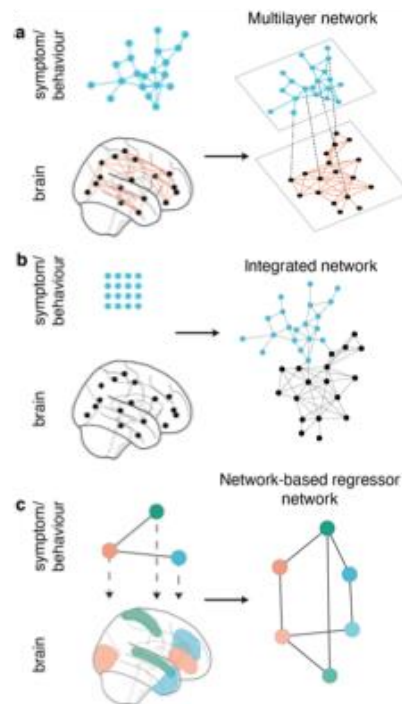 a
symptom/
behaviour
brain
Multilayer network
b
symptom/
behaviour
brain
Integrated network
c
symptom/
behaviour
brain
Network-based regressor
network